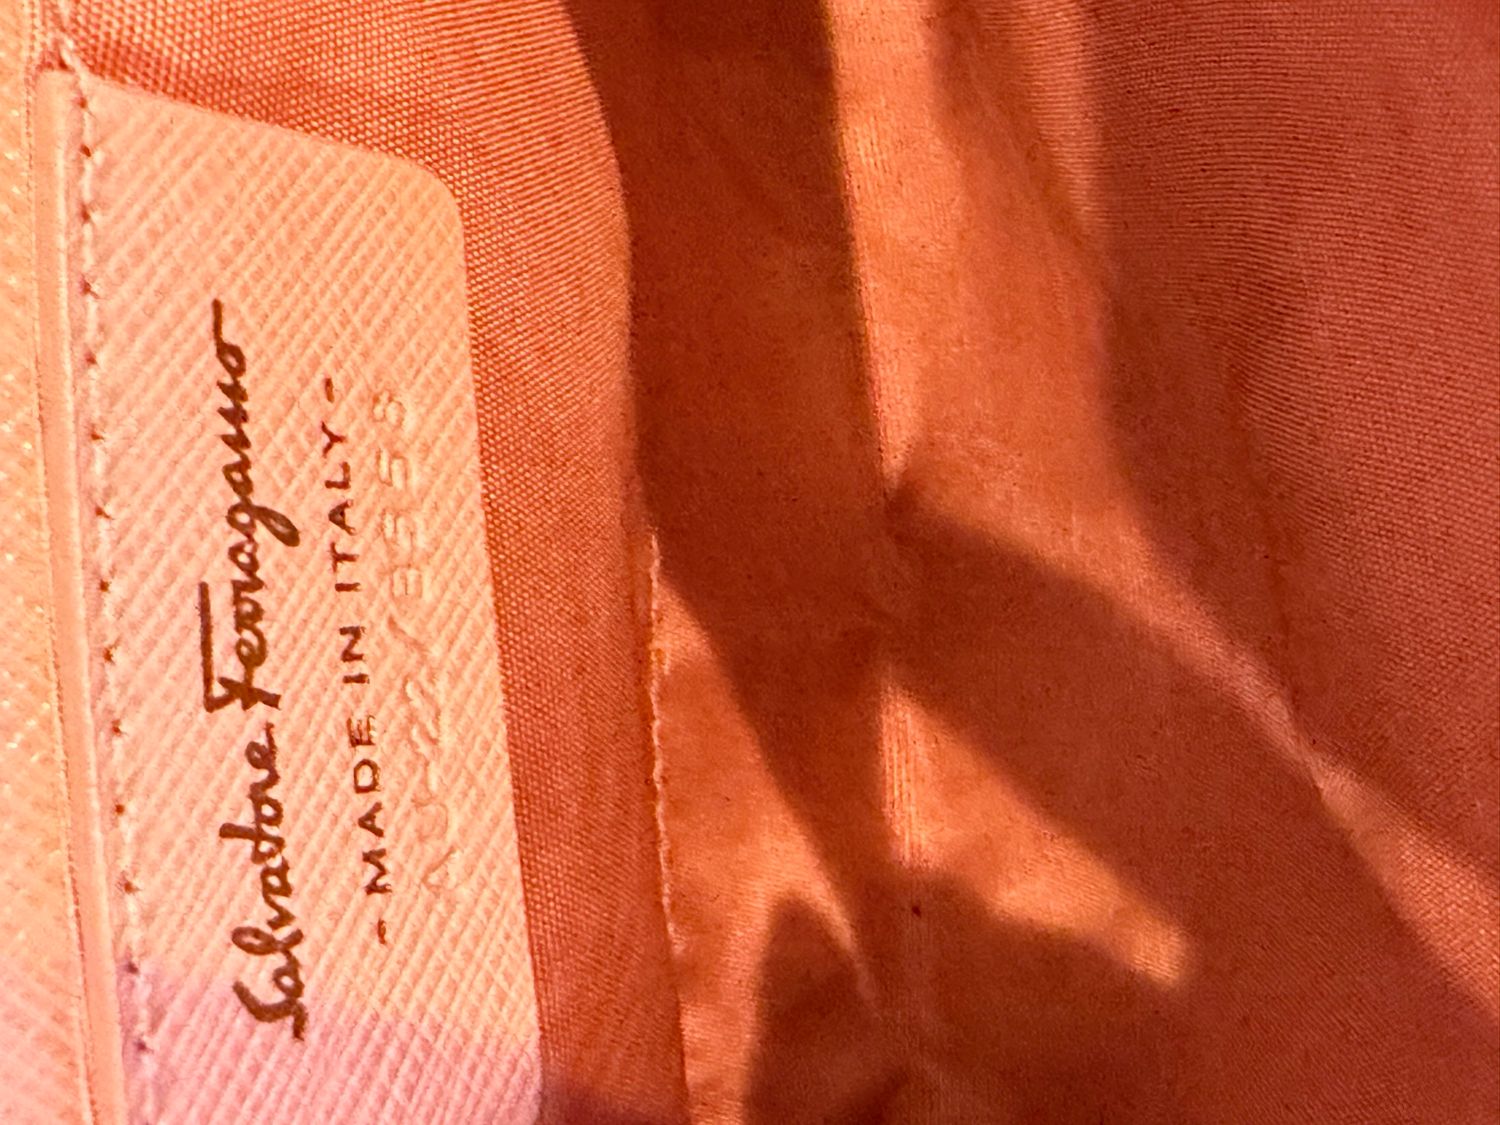 Salvatore Ferragamo
- MADE IN ITALY -